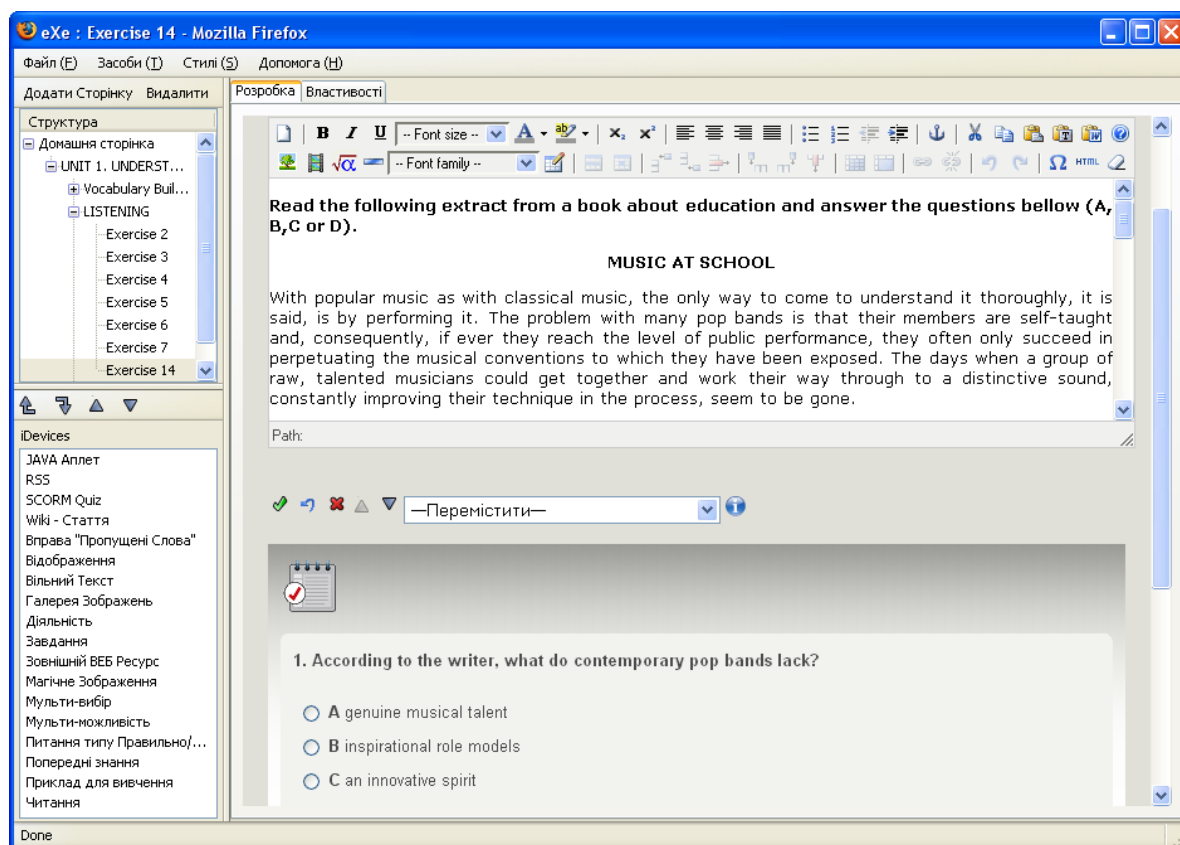 eXe : Exercise 14 - Mozilla Firefox
Файл (F) Засоби (T) Стилі (S) Допомога (H)
Додати Сторінку Видалити
Розробка Властивості
Структура
Домашня сторінка
UNIT 1. UNDERST...
Vocabulary Buil...
LISTENING
Exercise 2
Exercise 3
Exercise 4
Exercise 5
Exercise 6
Exercise 7
Exercise 14
iDevices
JAVA Аплет
RSS
SCORM Quiz
Wiki - Стаття
Вправа "Пропущені Слова"
Відображення
Вільний Текст
Галерея Зображень
Діяльність
Завдання
Зовнішній ВЕБ Ресурс
Магічне Зображення
Мульти-вибір
Мульти-можливість
Питання типу Правильно/...
Попередні знання
Приклад для вивчення
Читання
B I U -- Font size -- A ab x₂ x²
√α -- Font family -- Ω HTML
Read the following extract from a book about education and answer the questions bellow (A,
B,C or D).
MUSIC AT SCHOOL
With popular music as with classical music, the only way to come to understand it thoroughly, it is
said, is by performing it. The problem with many pop bands is that their members are self-taught
and, consequently, if ever they reach the level of public performance, they often only succeed in
perpetuating the musical conventions to which they have been exposed. The days when a group of
raw, talented musicians could get together and work their way through to a distinctive sound,
constantly improving their technique in the process, seem to be gone.
Path:
—Перемістити—
1. According to the writer, what do contemporary pop bands lack?
A genuine musical talent
B inspirational role models
C an innovative spirit
Done